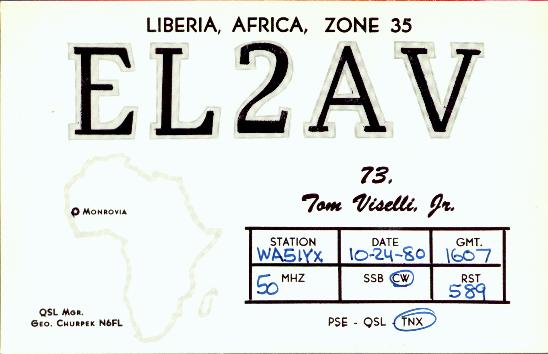 LIBERIA, AFRICA, ZONE 35
EL2AV
73,
Tom Viselli, Jr.
MONROVIA
STATION DATE GMT.
WA5IYX 10-24-80 1607
50 MHZ SSB CW RST
589
QSL MGR.
GEO. CHURPEK N6FL
PSE - QSL - TNX